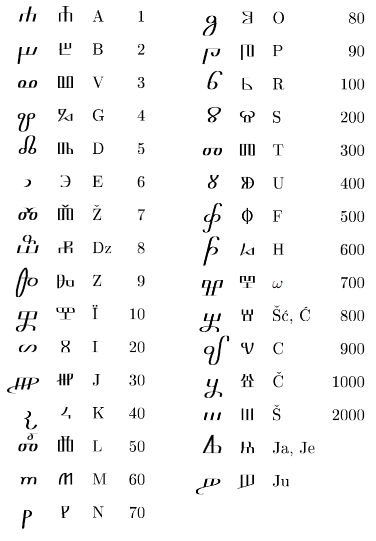 ⰰ ⰰ A 1
ⰱ ⰱ B 2
ⰲ ⰲ V 3
ⰳ ⰳ G 4
ⰴ ⰴ D 5
ⰵ ⰵ E 6
ⰶ ⰶ Ž 7
ⰷ ⰷ Dz 8
ⰸ ⰸ Z 9
ⰹ ⰹ Ï 10
ⰻ ⰻ I 20
ⰼ ⰼ J 30
ⰽ ⰽ K 40
ⰾ ⰾ L 50
ⰿ ⰿ M 60
ⱀ ⱀ N 70
ⱁ ⱁ O 80
ⱂ ⱂ P 90
ⱃ ⱃ R 100
ⱄ ⱄ S 200
ⱅ ⱅ T 300
ⱆ ⱆ U 400
ⱇ ⱇ F 500
ⱈ ⱈ H 600
ⱉ ⱉ ω 700
ⱋ ⱋ Šć, Ć 800
ⱌ ⱌ C 900
ⱍ ⱍ Č 1000
ⱎ ⱎ Š 2000
ⱑ ⱑ Ja, Je
ⱓ ⱓ Ju